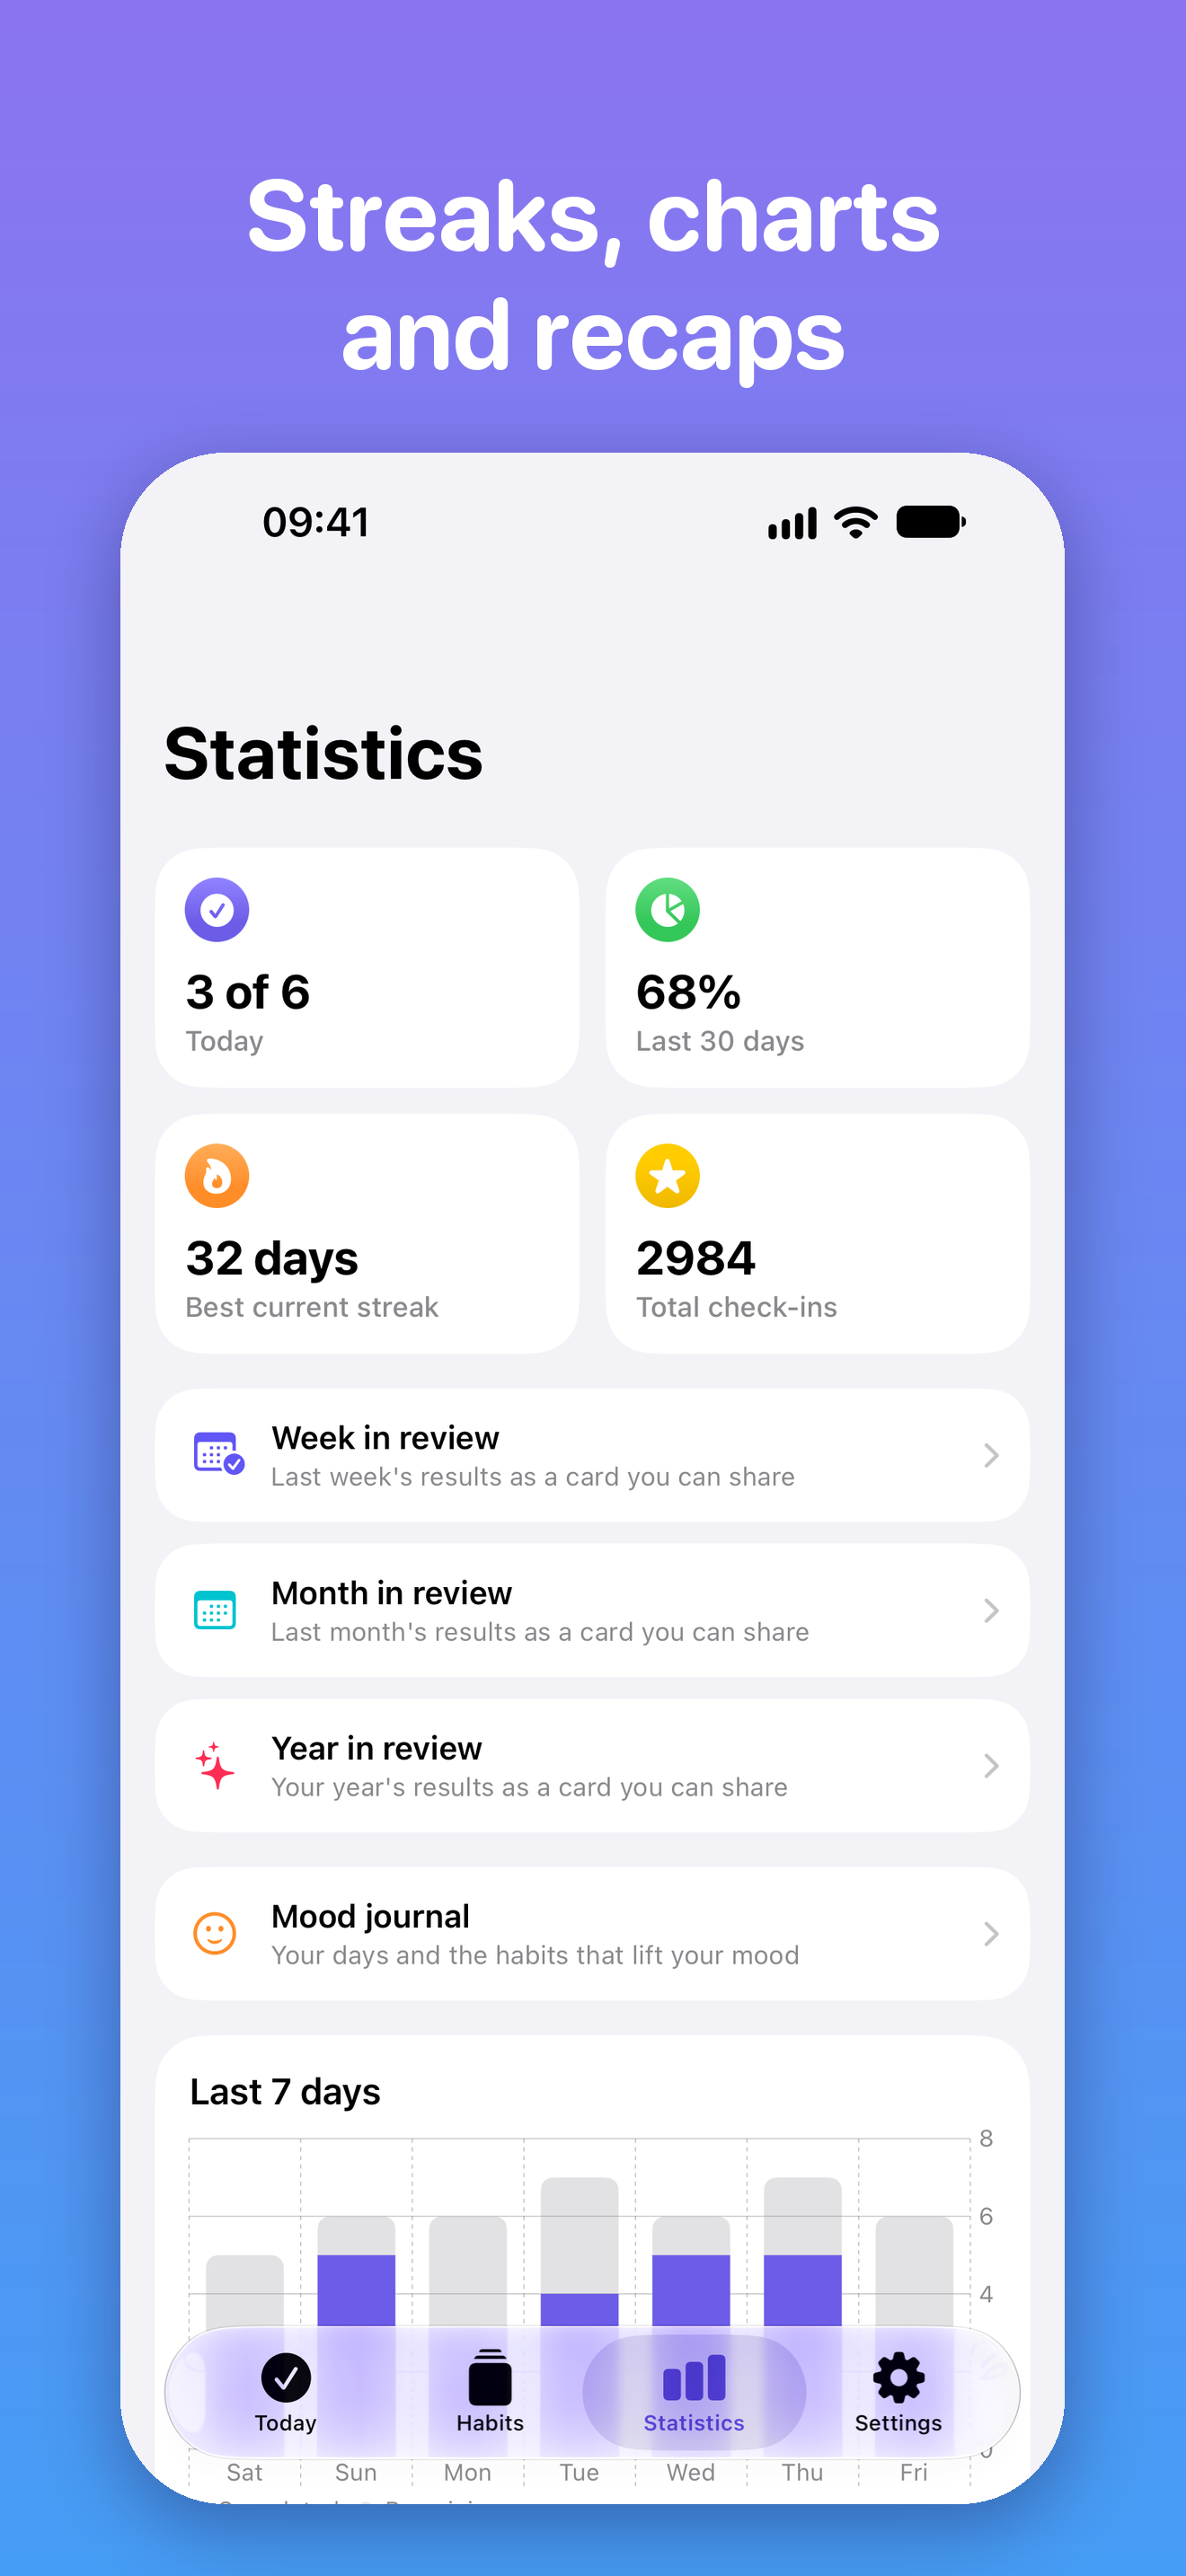 Streaks, charts
and recaps
09:41
Statistics
3 of 6
Today
68%
Last 30 days
32 days
Best current streak
2984
Total check-ins
Week in review
Last week's results as a card you can share
Month in review
Last month's results as a card you can share
Year in review
Your year's results as a card you can share
Mood journal
Your days and the habits that lift your mood
Last 7 days
8
6
4
Today
Habits
Statistics
Settings
0
Sat
Sun
Mon
Tue
Wed
Thu
Fri